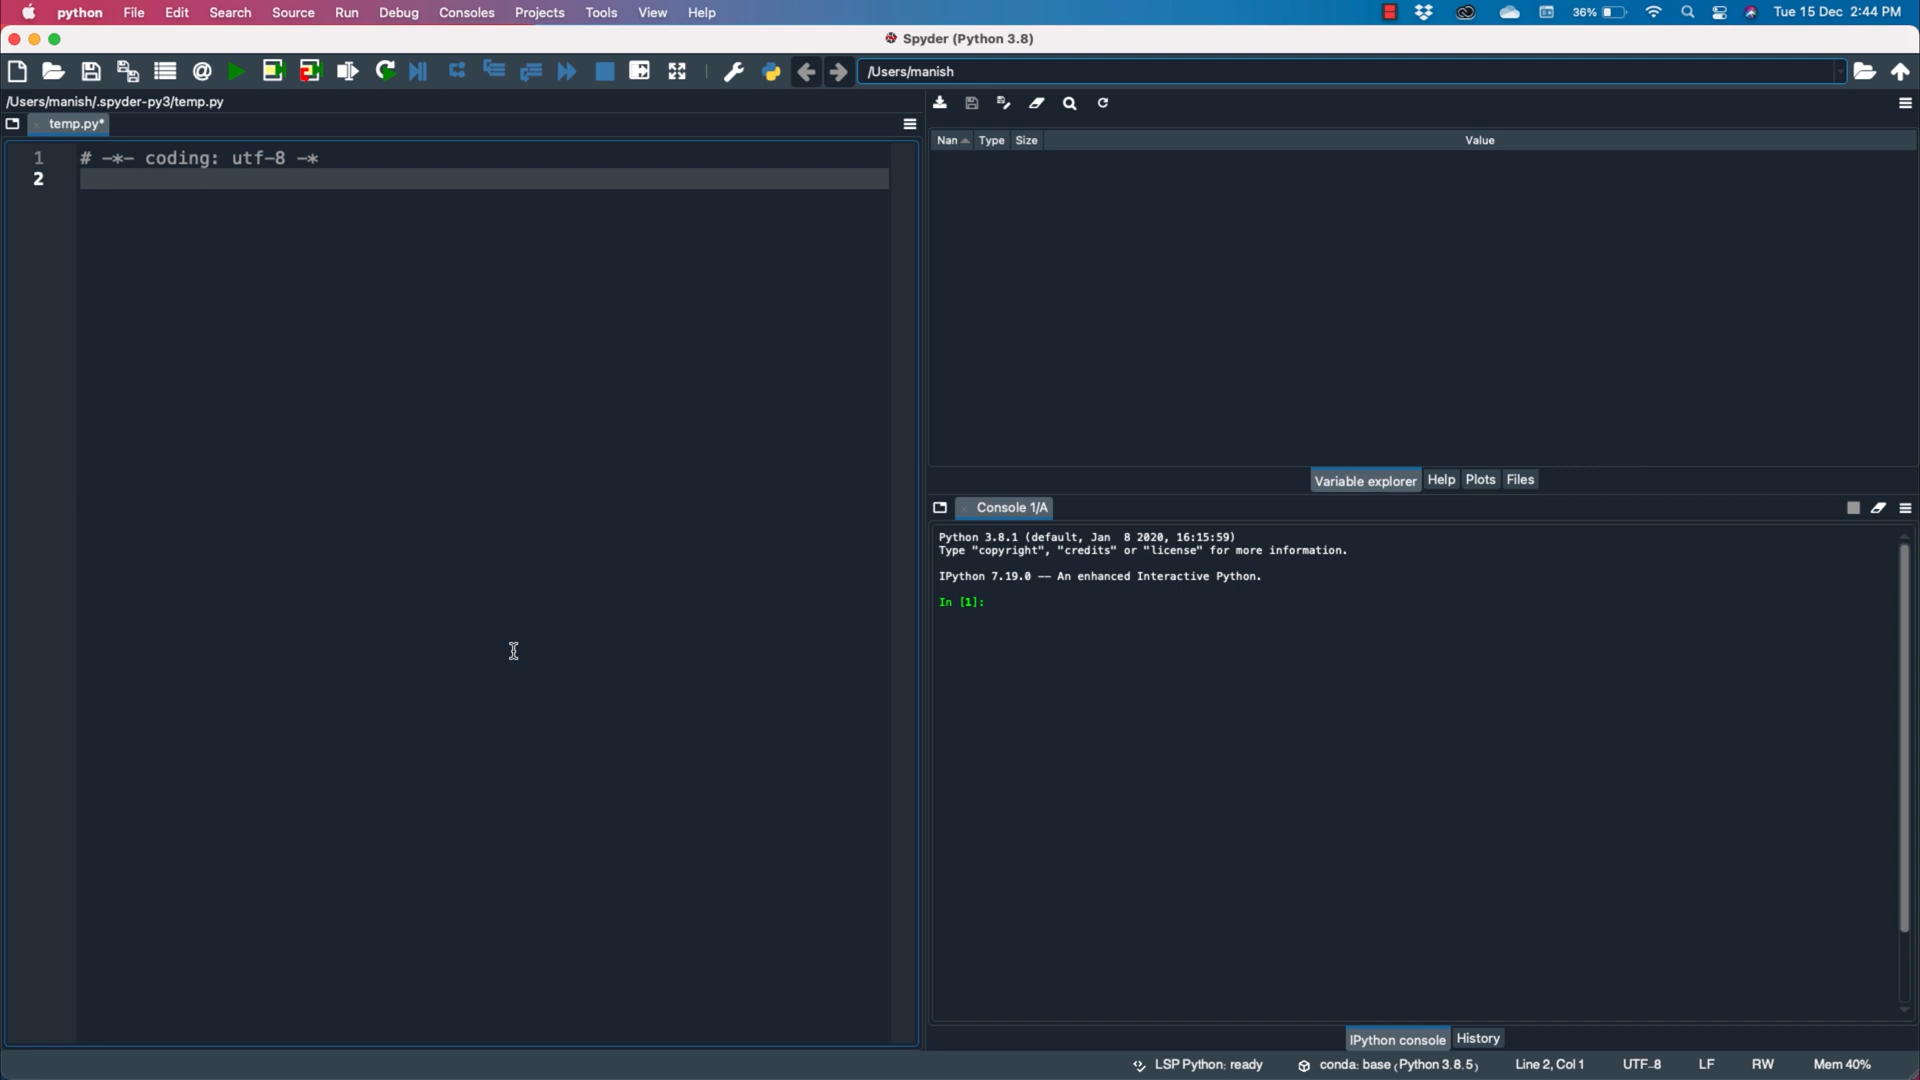 python File Edit Search Source Run Debug Consoles Projects Tools View Help 36% Tue 15 Dec 2:44 PM
Spyder (Python 3.8)
/Users/manish
/Users/manish/.spyder-py3/temp.py
temp.py*
1 # -*- coding: utf-8 -*
2
Nan Type Size Value
Variable explorer Help Plots Files
Console 1/A
Python 3.8.1 (default, Jan  8 2020, 16:15:59)
Type "copyright", "credits" or "license" for more information.
IPython 7.19.0 -- An enhanced Interactive Python.
In [1]:
IPython console History
LSP Python: ready conda: base (Python 3.8.5) Line 2, Col 1 UTF-8 LF RW Mem 40%